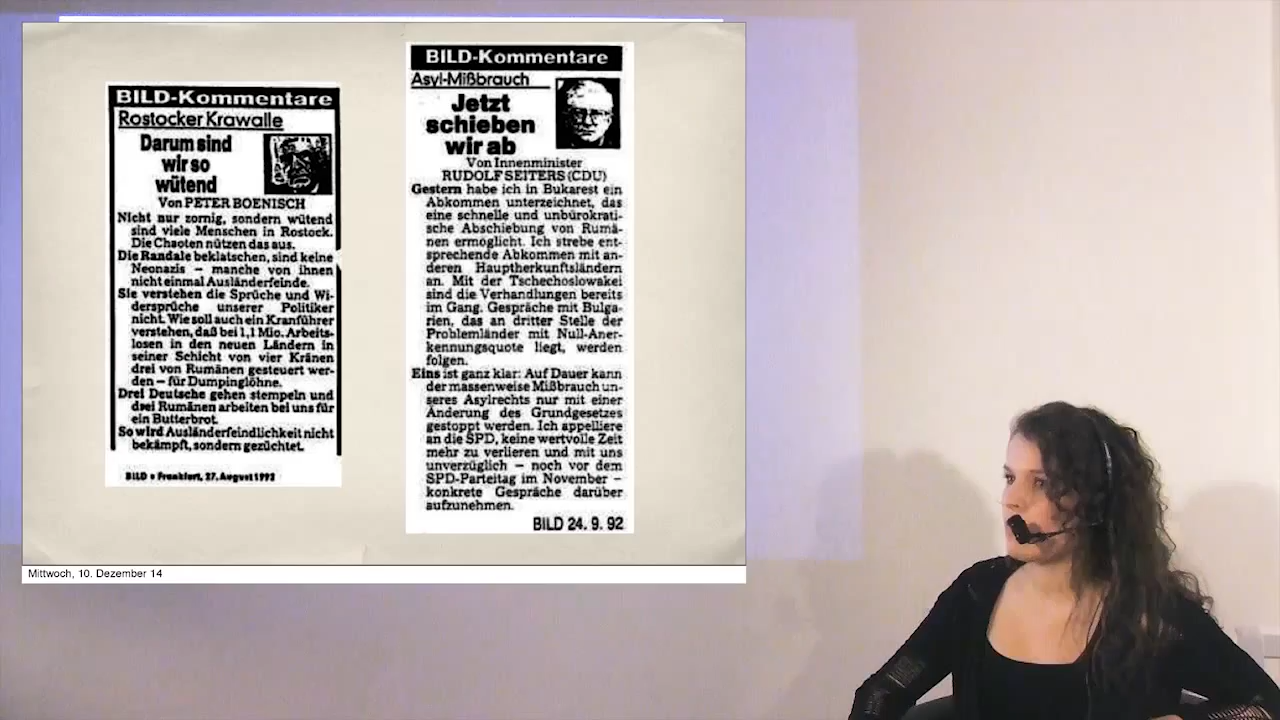 BILD-Kommentare
Rostocker Krawalle
Darum sind
wir so
wütend
Von PETER BOENISCH
Nicht nur zornig, sondern wütend
sind viele Menschen in Rostock.
Die Chaoten nützen das aus.
Die Randale beklatschen, sind keine
Neonazis – manche von ihnen
nicht einmal Ausländerfeinde.
Sie verstehen die Sprüche und Wi-
dersprüche unserer Politiker
nicht. Wie soll auch ein Kranführer
verstehen, daß bei 1,1 Mio. Arbeits-
losen in den neuen Ländern in
seiner Schicht von vier Kränen
drei von Rumänen gesteuert wer-
den – für Dumpinglöhne.
Drei Deutsche gehen stempeln und
drei Rumänen arbeiten bei uns für
ein Butterbrot.
So wird Ausländerfeindlichkeit nicht
bekämpft, sondern gezüchtet.
BILD • Frankfurt, 27. August 1992
BILD-Kommentare
Asyl-Mißbrauch
Jetzt
schieben
wir ab
Von Innenminister
RUDOLF SEITERS (CDU)
Gestern habe ich in Bukarest ein
Abkommen unterzeichnet, das
eine schnelle und unbürokrati-
sche Abschiebung von Rumä-
nen ermöglicht. Ich strebe ent-
sprechende Abkommen mit an-
deren Hauptherkunftsländern
an. Mit der Tschechoslowakei
sind die Verhandlungen bereits
im Gang. Gespräche mit Bulga-
rien, das an dritter Stelle der
Problemländer mit Null-Aner-
kennungsquote liegt, werden
folgen.
Eins ist ganz klar: Auf Dauer kann
der massenweise Mißbrauch un-
seres Asylrechts nur mit einer
Änderung des Grundgesetzes
gestoppt werden. Ich appelliere
an die SPD, keine wertvolle Zeit
mehr zu verlieren und mit uns
unverzüglich – noch vor dem
SPD-Parteitag im November –
konkrete Gespräche darüber
aufzunehmen.
BILD 24. 9. 92
Mittwoch, 10. Dezember 14